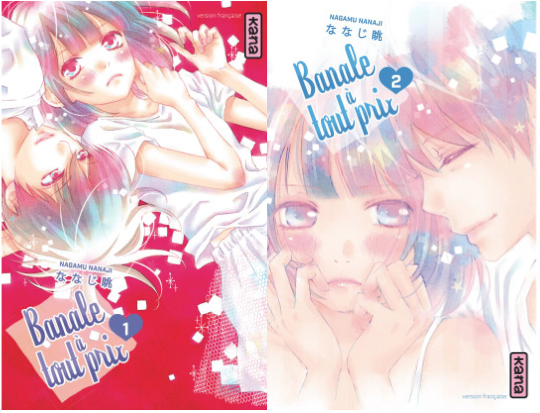 version française
kana
NAGAMU NANAJI
ななじ眺
Banale
à
tout prix
1
NAGAMU NANAJI
ななじ眺
Banale
à
tout prix
2
version française
kana